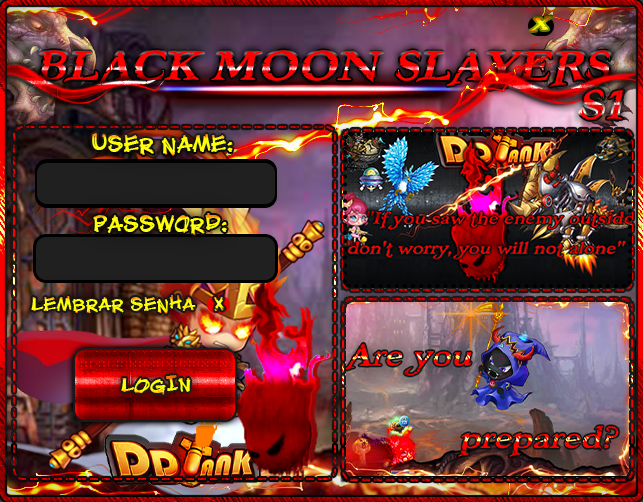 X
BLACK MOON SLAYERS
S1
USER NAME:
PASSWORD:
LEMBRAR SENHA X
LOGIN
DDTANK
DDTANK
"If you saw the enemy outside
don't worry, you will not alone"
Are you
prepared?